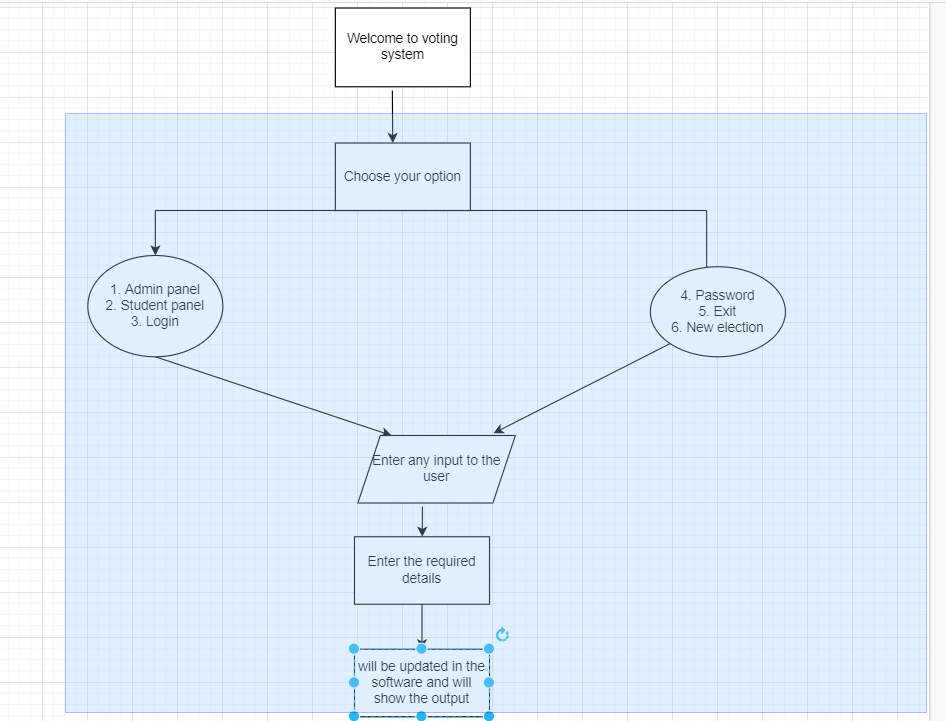 Welcome to voting
system
Choose your option
1. Admin panel
2. Student panel
3. Login
4. Password
5. Exit
6. New election
Enter any input to the
user
Enter the required
details
will be updated in the
software and will
show the output